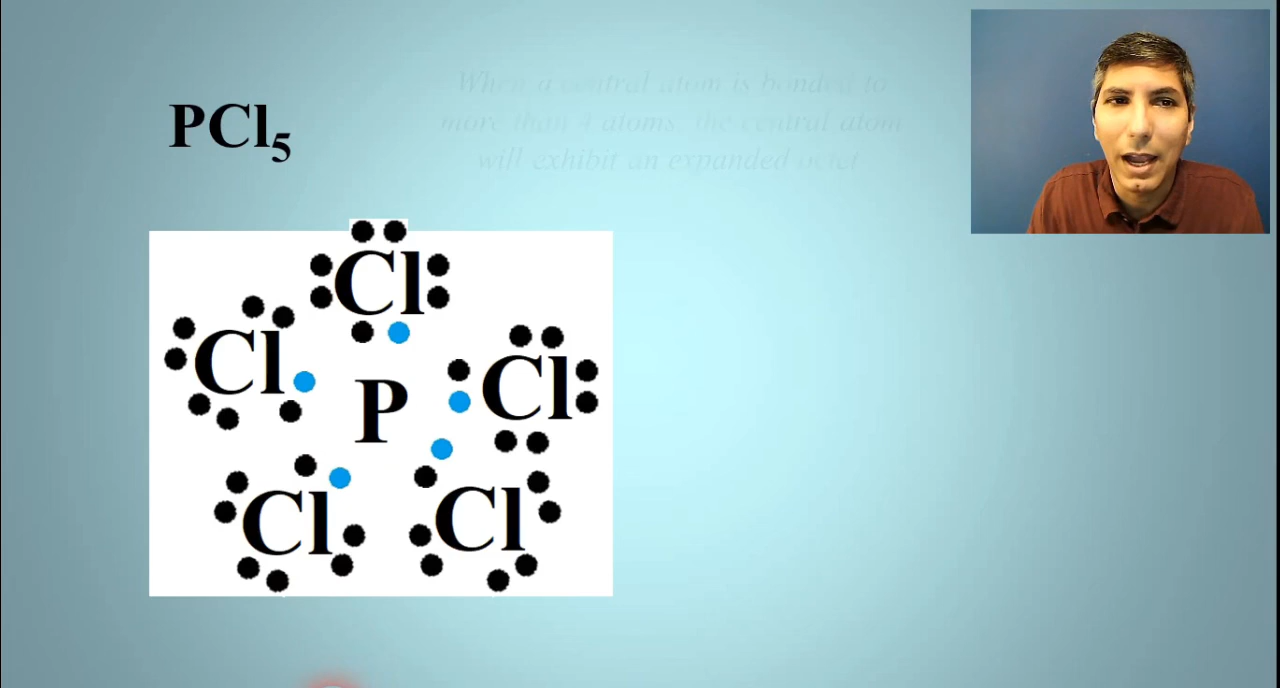 PCl₅
When a central atom is bonded to
more than 4 atoms, the central atom
will exhibit an expanded octet
Cl
Cl
P
Cl
Cl
Cl